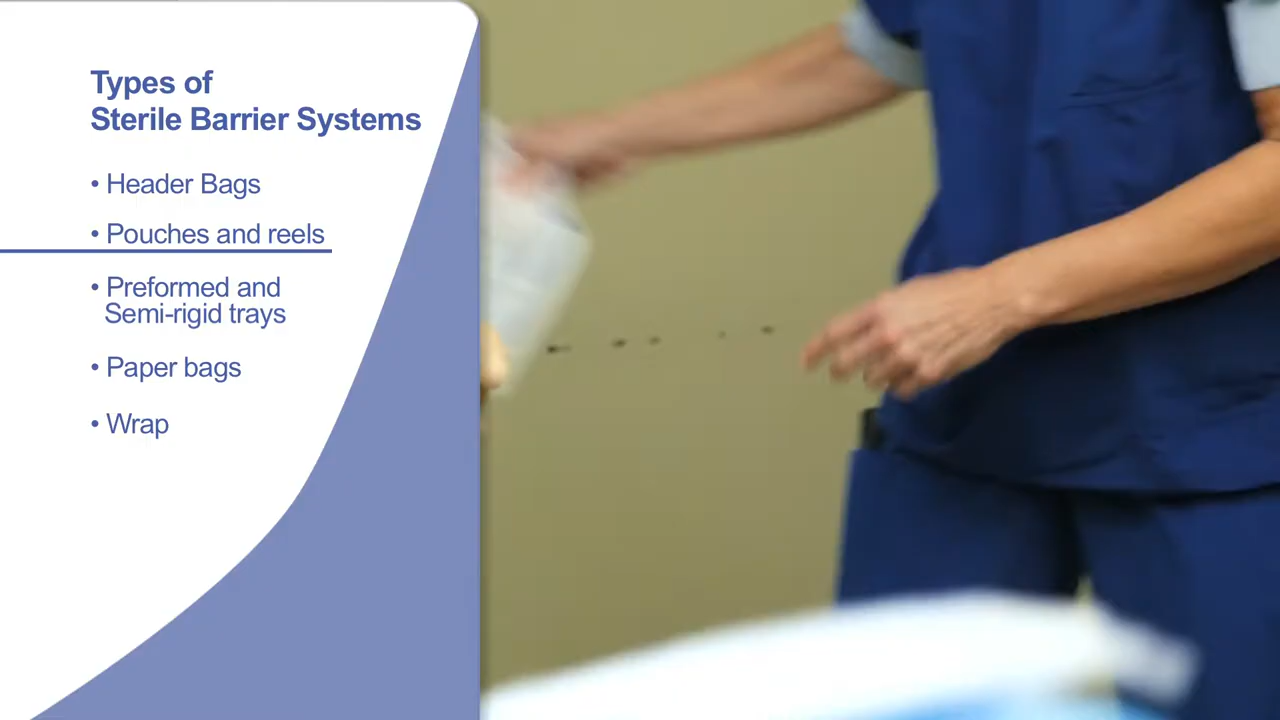 Types of
Sterile Barrier Systems
• Header Bags
• Pouches and reels
• Preformed and
Semi-rigid trays
• Paper bags
• Wrap